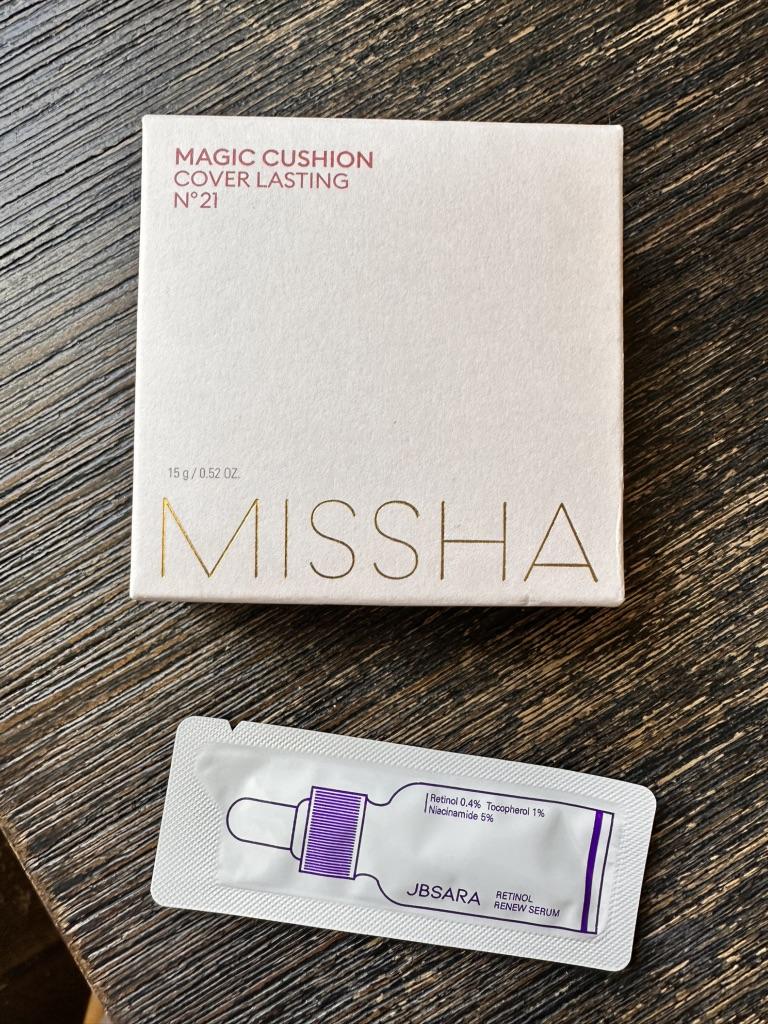 MAGIC CUSHION
COVER LASTING
N°21
15 g / 0.52 OZ.
MISSHA
Retinol 0.4% Tocopherol 1%
Niacinamide 5%
JBSARA
RETINOL
RENEW SERUM